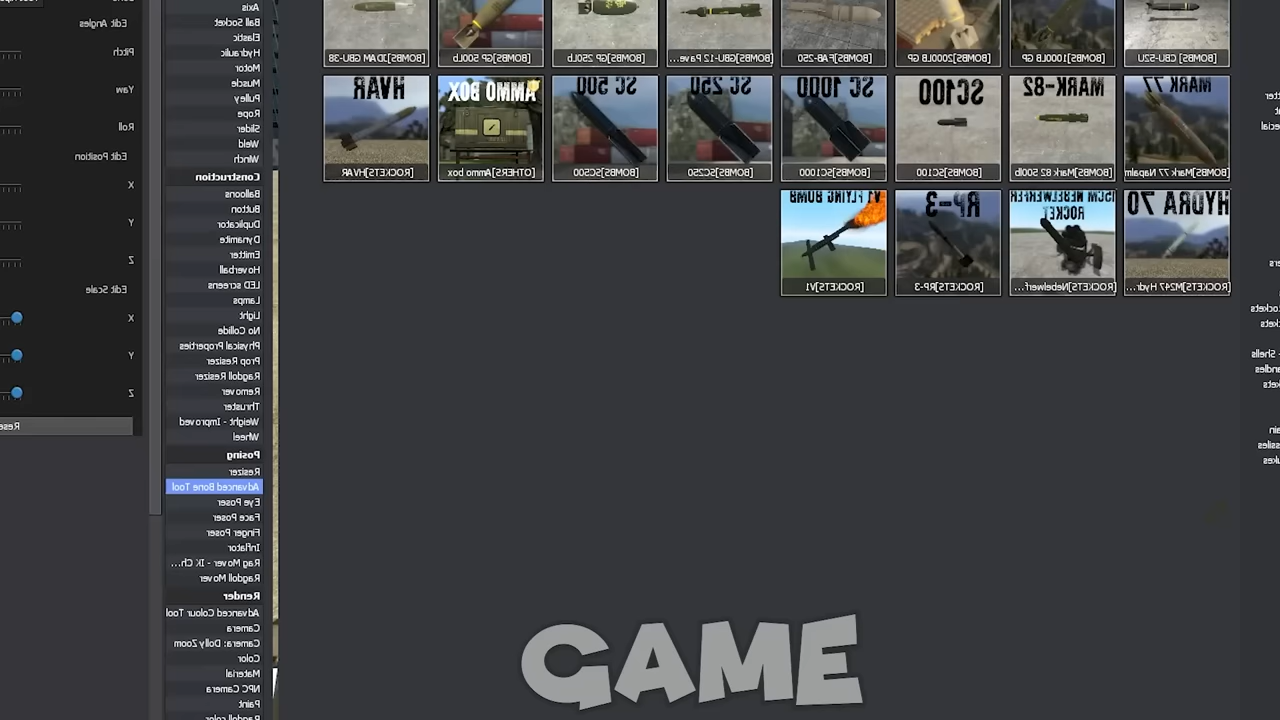 Edit Angles
Pitch
Yaw
Roll
Edit Position
X
Y
Z
Edit Scale
X
Y
Z
Axis
Ball Socket
Elastic
Hydraulic
Motor
Muscle
Pulley
Rope
Slider
Weld
Winch
Construction
Balloons
Button
Duplicator
Dynamite
Emitter
Hoverball
LED screens
Lamps
Light
No Collide
Physical Properties
Prop Resizer
Ragdoll Resizer
Remover
Thruster
Weight - Improved
Wheel
Posing
Resizer
Advanced Bone Tool
Eye Poser
Face Poser
Finger Poser
Inflator
Rag Mover - IK Ch...
Ragdoll Mover
Render
Advanced Colour Tool
Camera
Camera: Dolly Zoom
Color
Material
NPC Camera
Paint
Ragdoll color
[BOMBS] CBU-52U
[BOMBS]1000LB GP
[BOMBS]2000LB GP
[BOMBS]FAB-250
[BOMBS]GBU-12 Pave...
[BOMBS]GP 250Lb
[BOMBS]GP 500Lb
[BOMBS]JDAM GBU-38
MARK 77
[BOMBS]Mark 77 Napalm
MARK-82
[BOMBS]Mark 82 500lb
SC100
[BOMBS]SC100
SC 1000
[BOMBS]SC1000
SC 250
[BOMBS]SC250
SC 500
[BOMBS]SC500
AMMO BOX
[OTHERS]Ammo box
HVAR
[ROCKETS]HVAR
HYDRA 70
[ROCKETS]M247 Hydr...
15CM NEBELWERFER
ROCKET
[ROCKETS]Nebelwerf...
RP-3
[ROCKETS]RP-3
V1 FLYING BOMB
[ROCKETS]V1
GAME